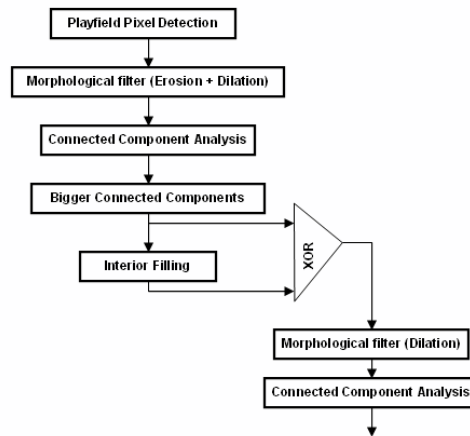 Playfield Pixel Detection
Morphological filter (Erosion + Dilation)
Connected Component Analysis
Bigger Connected Components
Interior Filling
XOR
Morphological filter (Dilation)
Connected Component Analysis